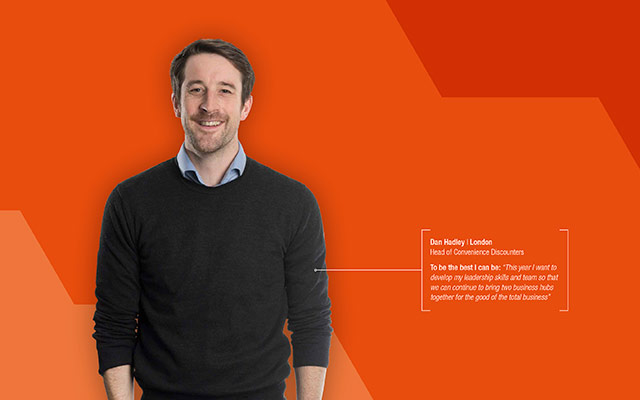 Dan Hadley | London
Head of Convenience Discounters
To be the best I can be: "This year I want to
develop my leadership skills and team so that
we can continue to bring two business hubs
together for the good of the total business"